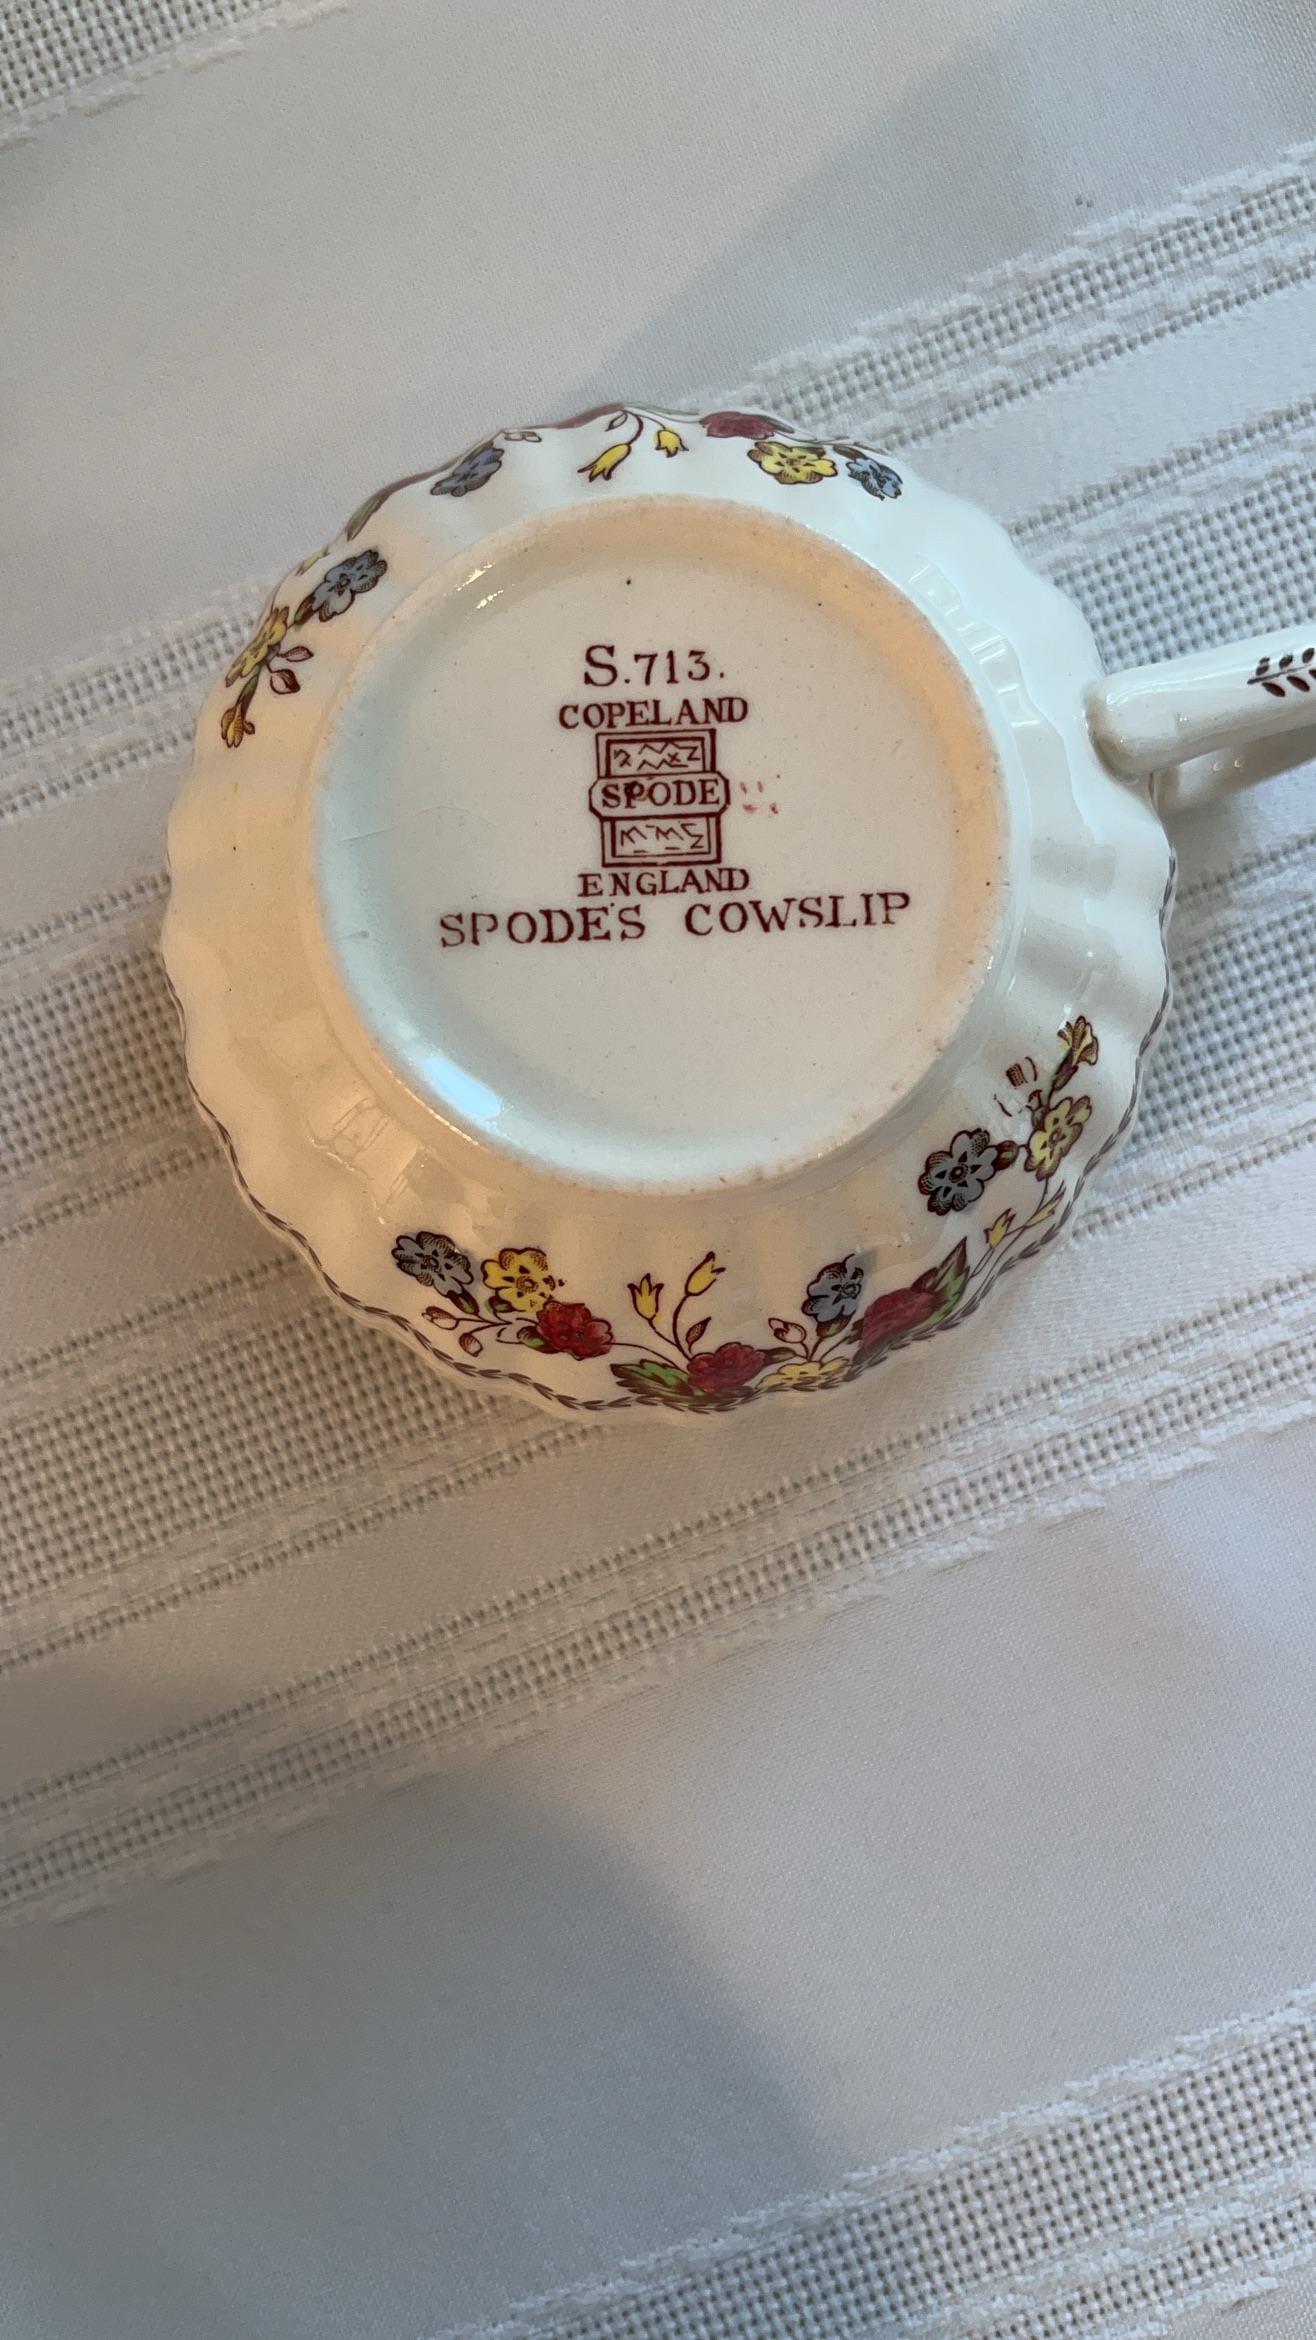 S.713.
COPELAND
SPODE
ENGLAND
SPODE'S COWSLIP